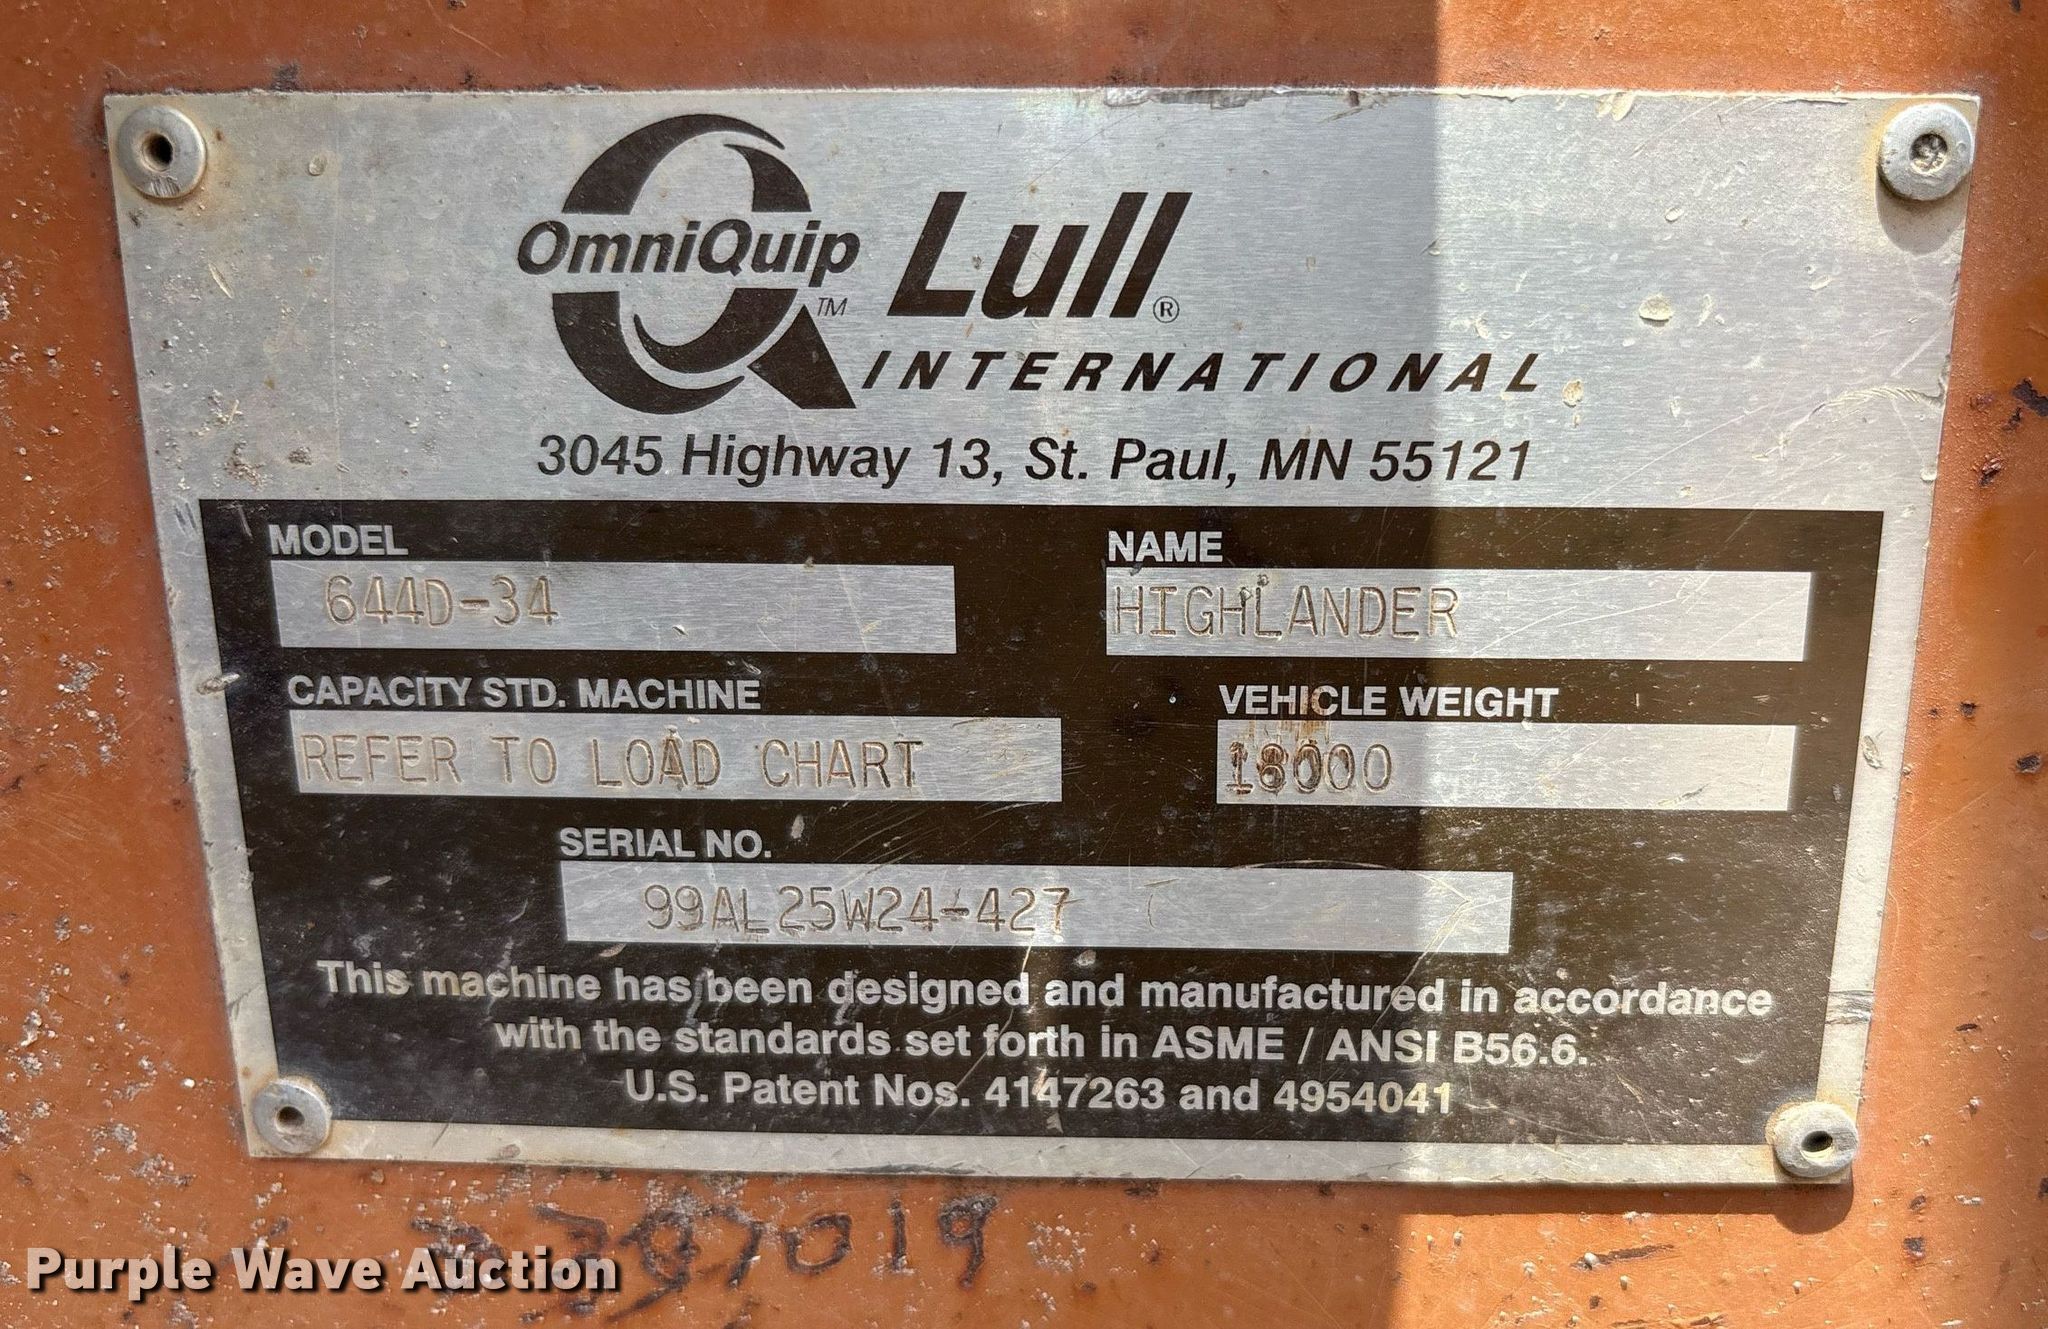 OmniQuip™ Lull®
INTERNATIONAL
3045 Highway 13, St. Paul, MN 55121
MODEL NAME
644D-34 HIGHLANDER
CAPACITY STD. MACHINE VEHICLE WEIGHT
REFER TO LOAD CHART
SERIAL NO.
99AL25W24-427
This machine has been designed and manufactured in accordance
with the standards set forth in ASME / ANSI B56.6.
U.S. Patent Nos. 4147263 and 4954041
Purple Wave Auction